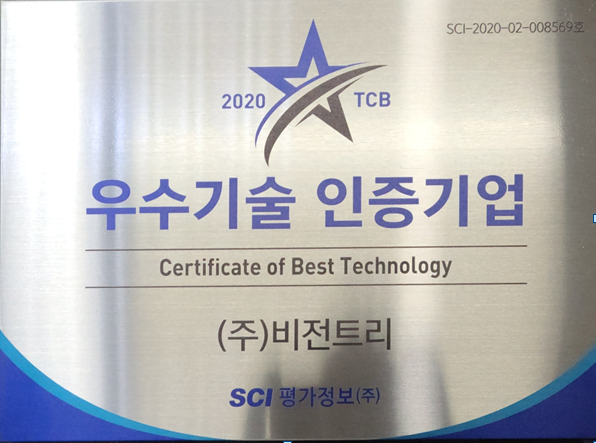 SCI-2020-02-008569호
2020 TCB
우수기술 인증기업
Certificate of Best Technology
(주)비전트리
SCI 평가정보(주)